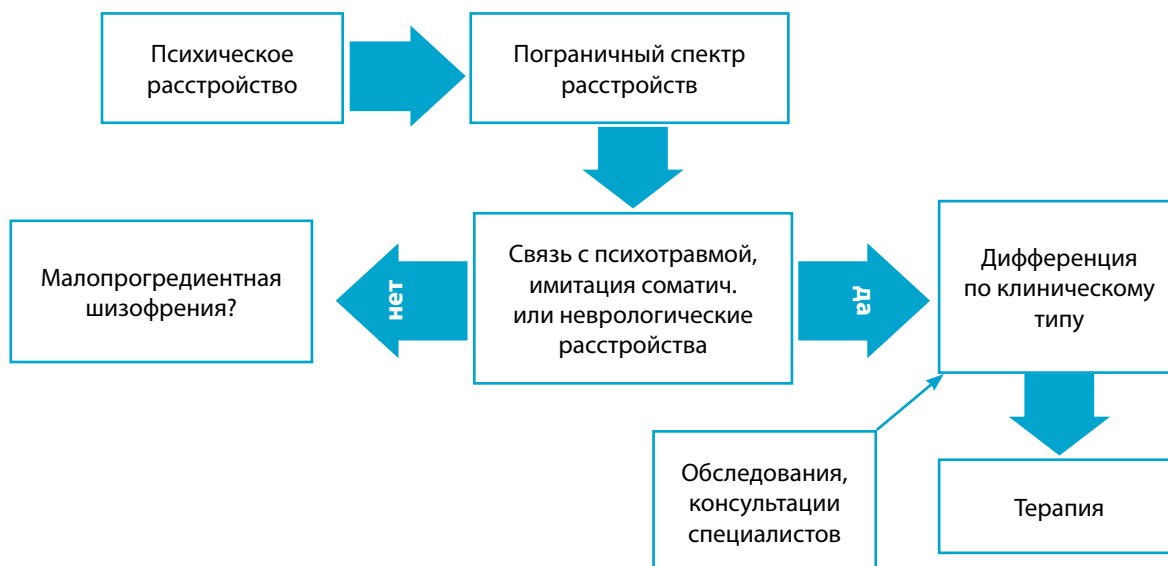 Психическое
расстройство
Пограничный спектр
расстройств
Связь с психотравмой,
имитация соматич.
или неврологические
расстройства
нет
да
Малопрогредиентная
шизофрения?
Дифференция
по клиническому
типу
Обследования,
консультации
специалистов
Терапия